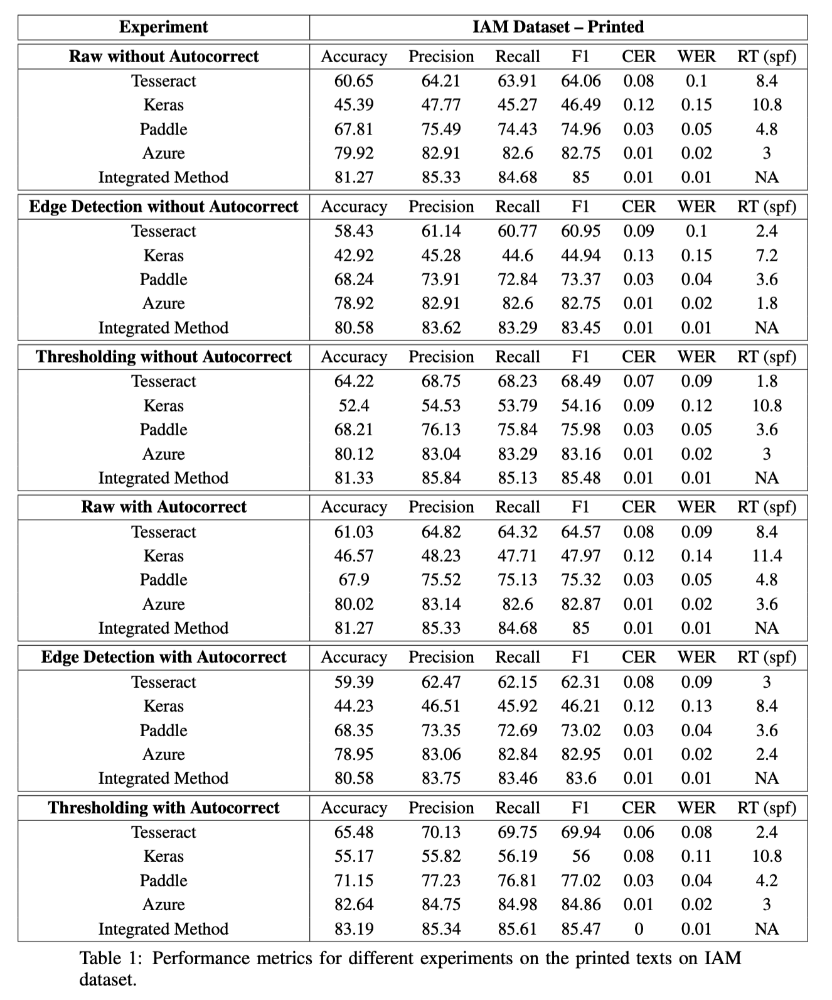 Experiment IAM Dataset – Printed
Raw without Autocorrect Accuracy Precision Recall F1 CER WER RT (spf)
Tesseract 60.65 64.21 63.91 64.06 0.08 0.1 8.4
Keras 45.39 47.77 45.27 46.49 0.12 0.15 10.8
Paddle 67.81 75.49 74.43 74.96 0.03 0.05 4.8
Azure 79.92 82.91 82.6 82.75 0.01 0.02 3
Integrated Method 81.27 85.33 84.68 85 0.01 0.01 NA
Edge Detection without Autocorrect Accuracy Precision Recall F1 CER WER RT (spf)
Tesseract 58.43 61.14 60.77 60.95 0.09 0.1 2.4
Keras 42.92 45.28 44.6 44.94 0.13 0.15 7.2
Paddle 68.24 73.91 72.84 73.37 0.03 0.04 3.6
Azure 78.92 82.91 82.6 82.75 0.01 0.02 1.8
Integrated Method 80.58 83.62 83.29 83.45 0.01 0.01 NA
Thresholding without Autocorrect Accuracy Precision Recall F1 CER WER RT (spf)
Tesseract 64.22 68.75 68.23 68.49 0.07 0.09 1.8
Keras 52.4 54.53 53.79 54.16 0.09 0.12 10.8
Paddle 68.21 76.13 75.84 75.98 0.03 0.05 3.6
Azure 80.12 83.04 83.29 83.16 0.01 0.02 3
Integrated Method 81.33 85.84 85.13 85.48 0.01 0.01 NA
Raw with Autocorrect Accuracy Precision Recall F1 CER WER RT (spf)
Tesseract 61.03 64.82 64.32 64.57 0.08 0.09 8.4
Keras 46.57 48.23 47.71 47.97 0.12 0.14 11.4
Paddle 67.9 75.52 75.13 75.32 0.03 0.05 4.8
Azure 80.02 83.14 82.6 82.87 0.01 0.02 3.6
Integrated Method 81.27 85.33 84.68 85 0.01 0.01 NA
Edge Detection with Autocorrect Accuracy Precision Recall F1 CER WER RT (spf)
Tesseract 59.39 62.47 62.15 62.31 0.08 0.09 3
Keras 44.23 46.51 45.92 46.21 0.12 0.13 8.4
Paddle 68.35 73.35 72.69 73.02 0.03 0.04 3.6
Azure 78.95 83.06 82.84 82.95 0.01 0.02 2.4
Integrated Method 80.58 83.75 83.46 83.6 0.01 0.01 NA
Thresholding with Autocorrect Accuracy Precision Recall F1 CER WER RT (spf)
Tesseract 65.48 70.13 69.75 69.94 0.06 0.08 2.4
Keras 55.17 55.82 56.19 56 0.08 0.11 10.8
Paddle 71.15 77.23 76.81 77.02 0.03 0.04 4.2
Azure 82.64 84.75 84.98 84.86 0.01 0.02 3
Integrated Method 83.19 85.34 85.61 85.47 0 0.01 NA
Table 1: Performance metrics for different experiments on the printed texts on IAM
dataset.